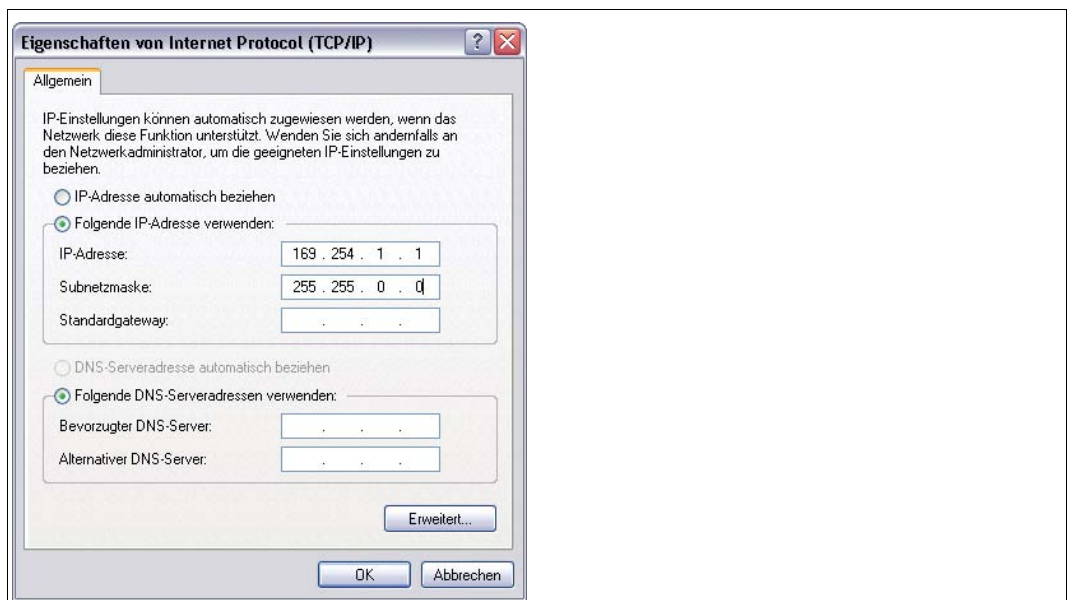 Eigenschaften von Internet Protocol (TCP/IP)
Allgemein
IP-Einstellungen können automatisch zugewiesen werden, wenn das
Netzwerk diese Funktion unterstützt. Wenden Sie sich andernfalls an
den Netzwerkadministrator, um die geeigneten IP-Einstellungen zu
beziehen.
IP-Adresse automatisch beziehen
Folgende IP-Adresse verwenden:
IP-Adresse: 169 . 254 . 1 . 1
Subnetzmaske: 255 . 255 . 0 . 0
Standardgateway: . . .
DNS-Serveradresse automatisch beziehen
Folgende DNS-Serveradressen verwenden:
Bevorzugter DNS-Server: . . .
Alternativer DNS-Server: . . .
Erweitert...
OK Abbrechen